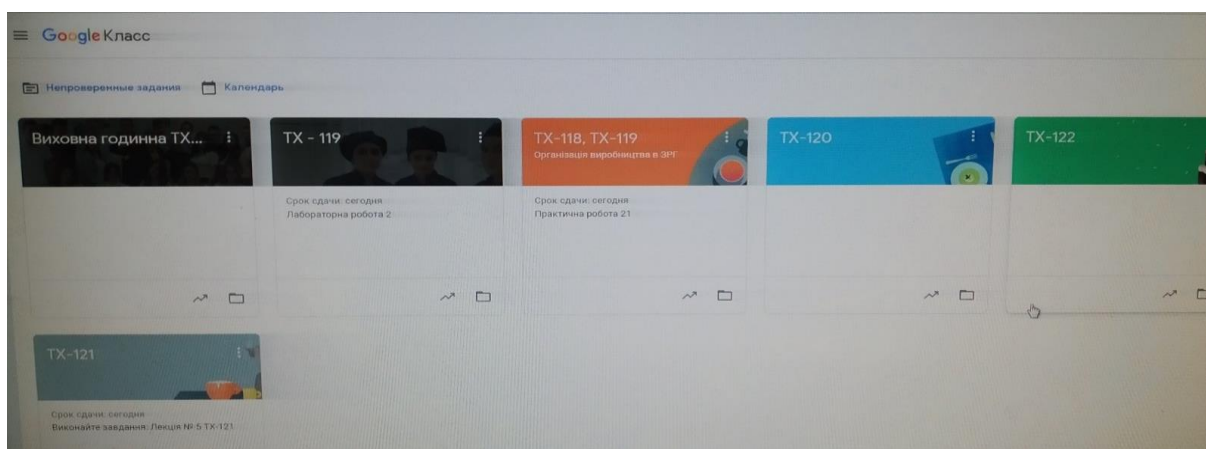 Google Класс
Непроверенные задания
Календарь
Виховна годинна ТХ...
ТХ - 119
ТХ-118, ТХ-119
Організація виробництва в ЗРГ
ТХ-120
ТХ-122
Срок сдачи: сегодня
Лабораторна робота 2
Срок сдачи: сегодня
Практична робота 21
ТХ-121
Срок сдачи: сегодня
Виконайте завдання: Лекція № 5 ТХ-121